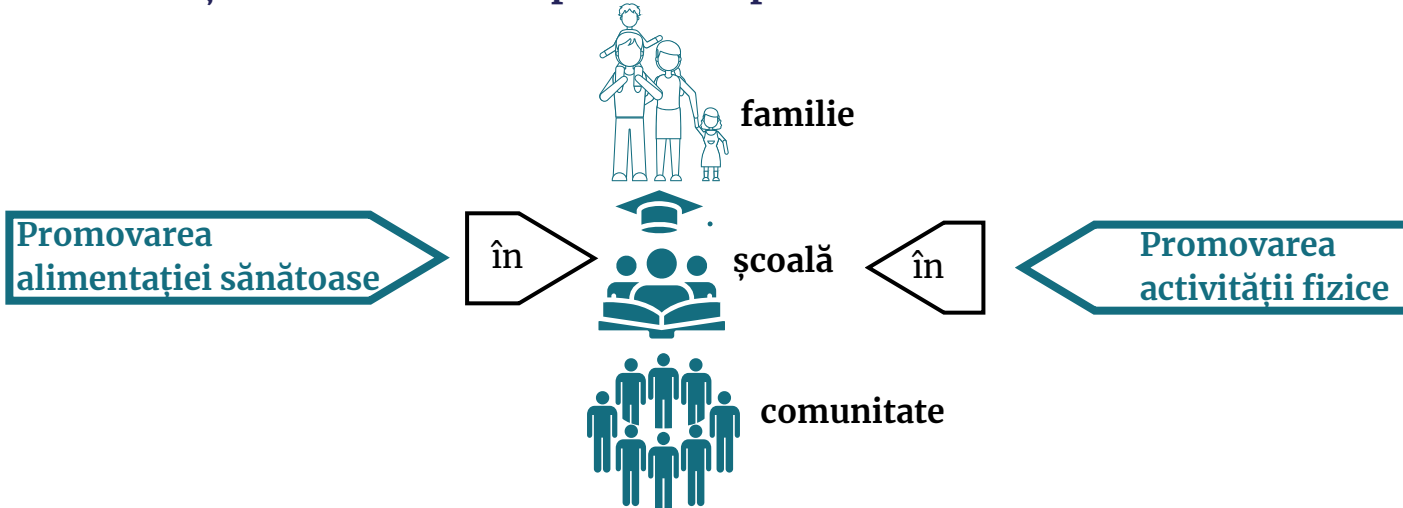 familie
Promovarea
alimentației sănătoase
în
școală
în
Promovarea
activității fizice
comunitate